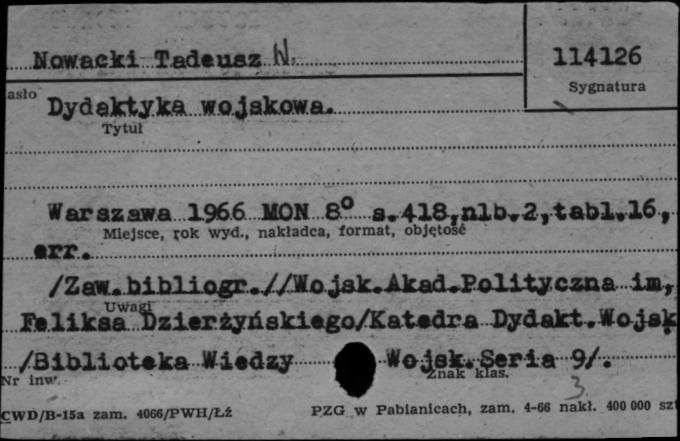 Nowacki Tadeusz W.
114126
Sygnatura
asło
Dydaktyka wojskowa.
Tytuł
Warszawa 1966 MON 8° s.418,nlb.2,tabl.16,
Miejsce, rok wyd., nakładca, format, objętość
err.
/Zaw.bibliogr.//Wojsk.Akad.Polityczna im,
Uwagi
Feliksa Dzierżyńskiego/Katedra Dydakt.Wojsk
/Biblioteka Wiedzy Wojsk.Seria 9/.
Nr inw.
Znak klas.
3
CWD/B-15a zam. 4066/PWH/Łź
PZG w Pabianicach, zam. 4-66 nakł. 400 000 szt